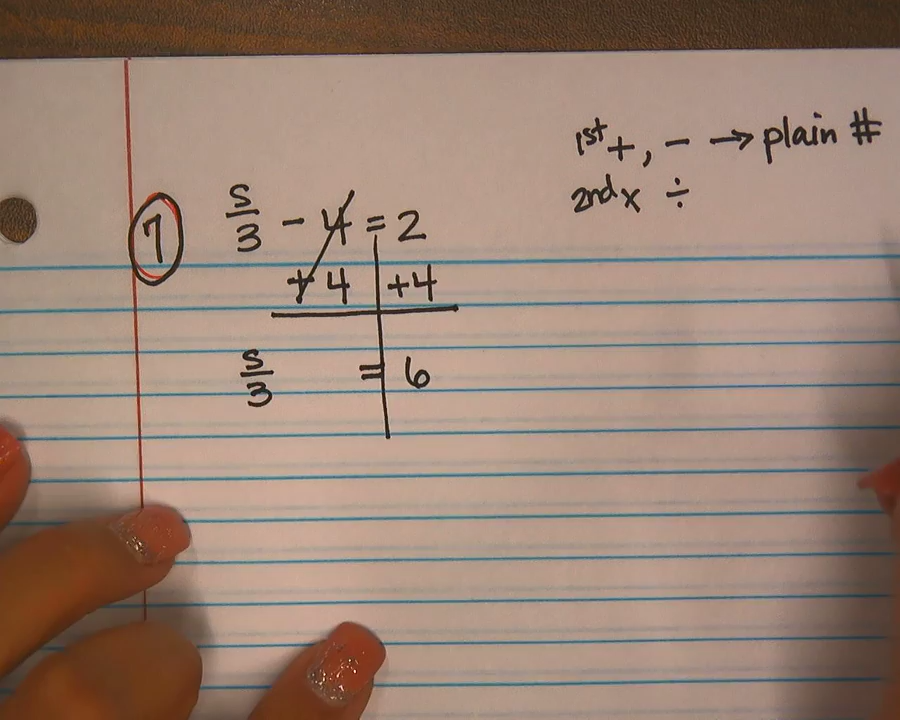 1st +, - → plain #
2nd x ÷
7 s/3 - 4 = 2
+ 4 +4
s/3 = 6